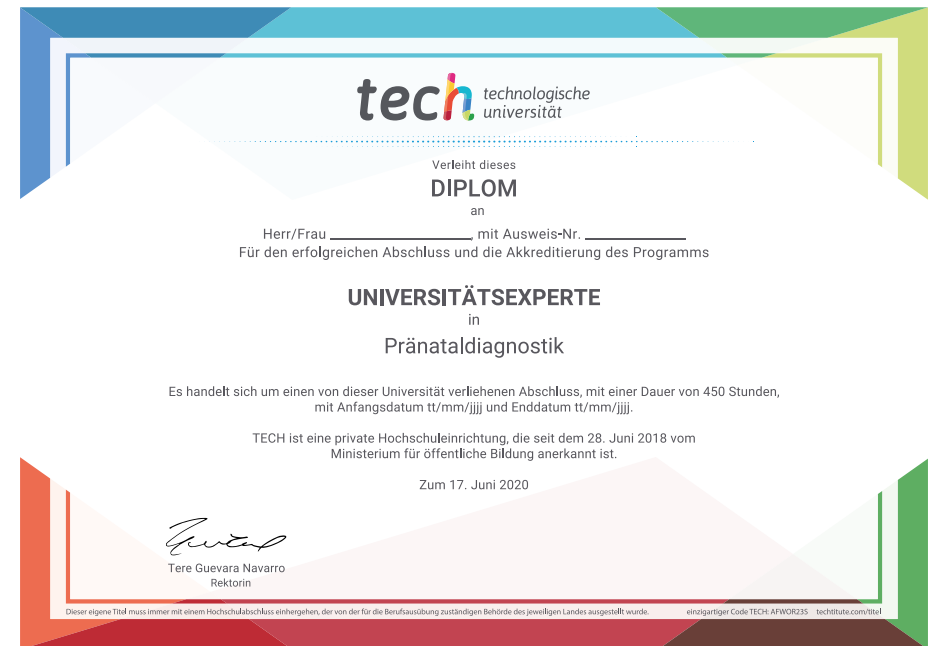 tech technologische
universität
Verleiht dieses
DIPLOM
an
Herr/Frau ____________________, mit Ausweis-Nr. ______________
Für den erfolgreichen Abschluss und die Akkreditierung des Programms
UNIVERSITÄTSEXPERTE
in
Pränataldiagnostik
Es handelt sich um einen von dieser Universität verliehenen Abschluss, mit einer Dauer von 450 Stunden,
mit Anfangsdatum tt/mm/jjjj und Enddatum tt/mm/jjjj.
TECH ist eine private Hochschuleinrichtung, die seit dem 28. Juni 2018 vom
Ministerium für öffentliche Bildung anerkannt ist.
Zum 17. Juni 2020
Tere Guevara Navarro
Rektorin
Dieser eigene Titel muss immer mit einem Hochschulabschluss einhergehen, der von der für die Berufsausübung zuständigen Behörde des jeweiligen Landes ausgestellt wurde. einzigartiger Code TECH: AFWOR23S techtitute.com/titel